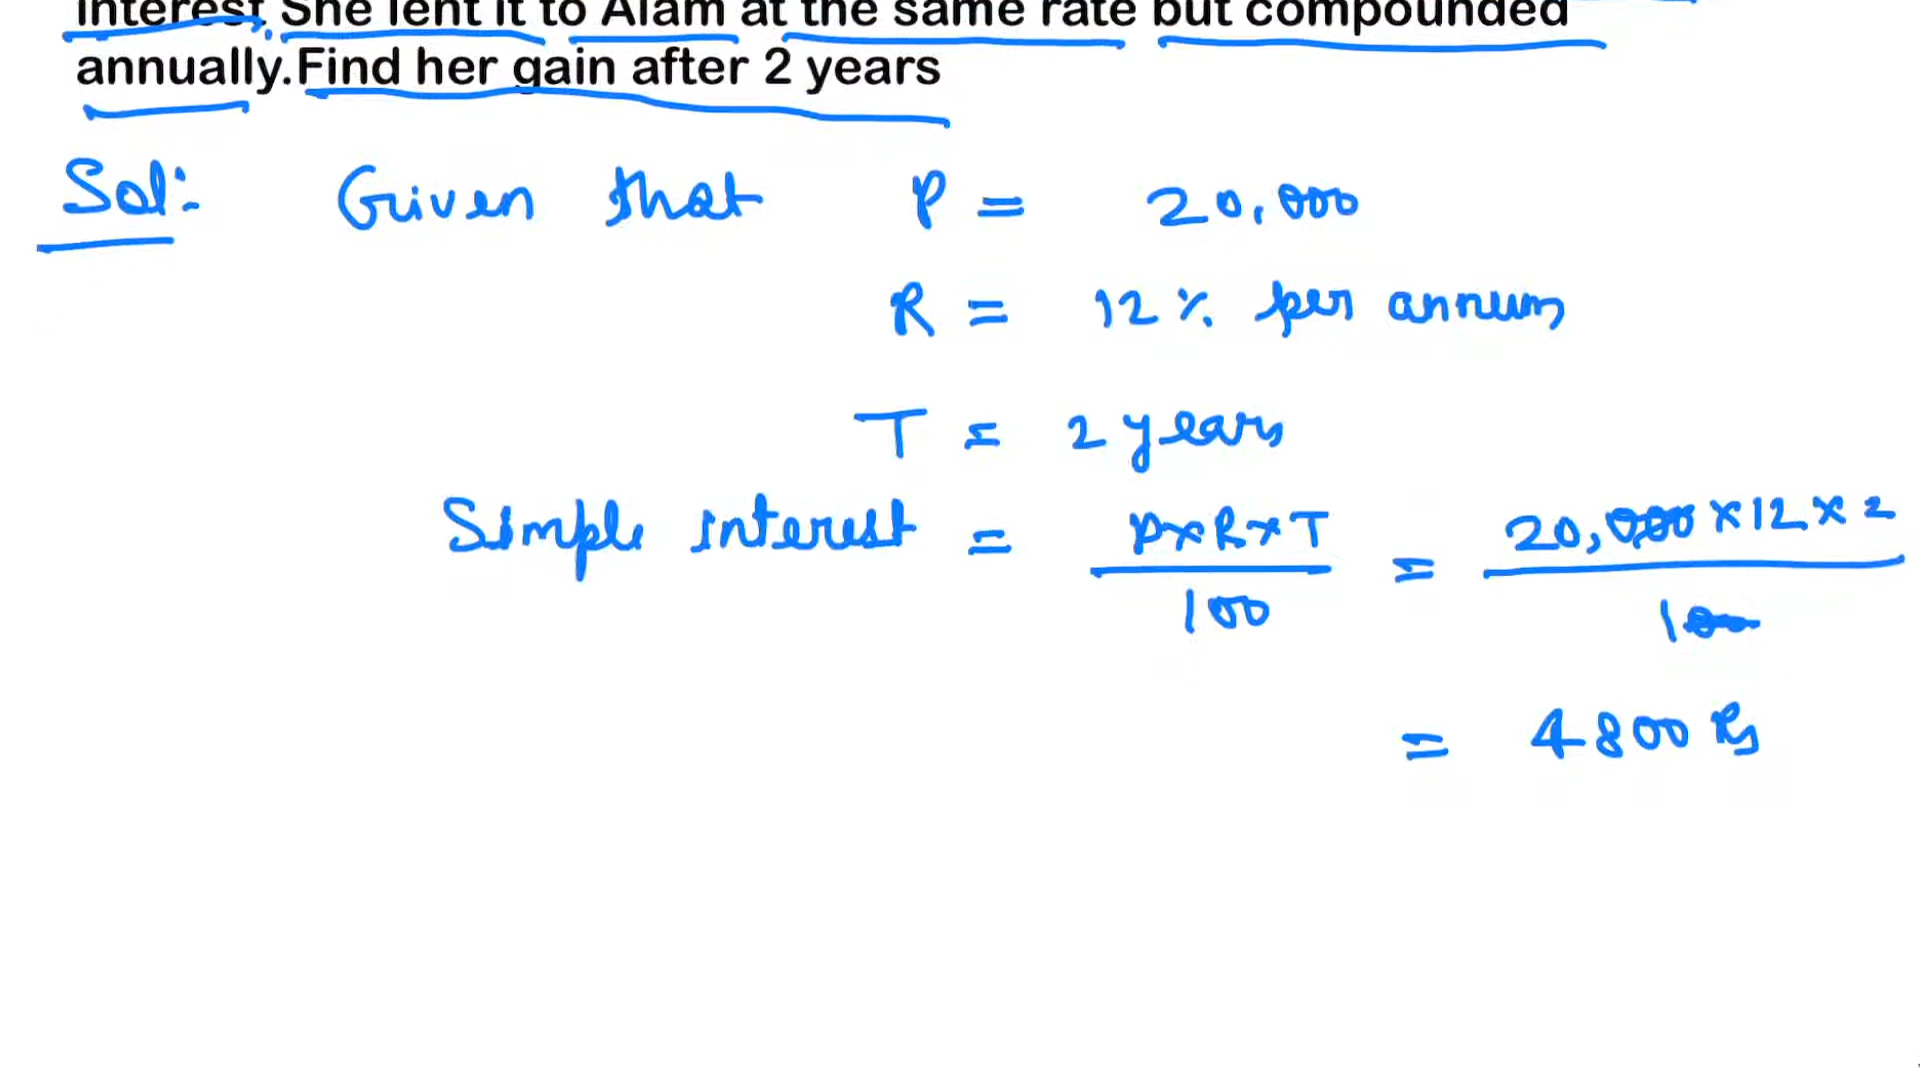 interest. She lent it to Alam at the same rate but compounded
annually.Find her gain after 2 years
Sol: Given that P = 20,000
R = 12% per annum
T = 2 years
Simple interest = P×R×T / 100 = 20,000×12×2 / 100
= 4800 Rs